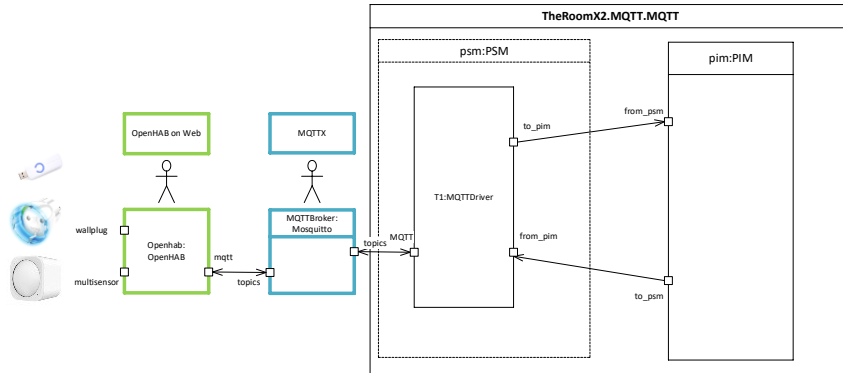 TheRoomX2.MQTT.MQTT
psm:PSM
pim:PIM
OpenHAB on Web
MQTTX
to_pim
from_psm
T1:MQTTDriver
wallplug
multisensor
Openhab:
OpenHAB
mqtt
topics
MQTTBroker:
Mosquitto
topics
MQTT
from_pim
to_psm